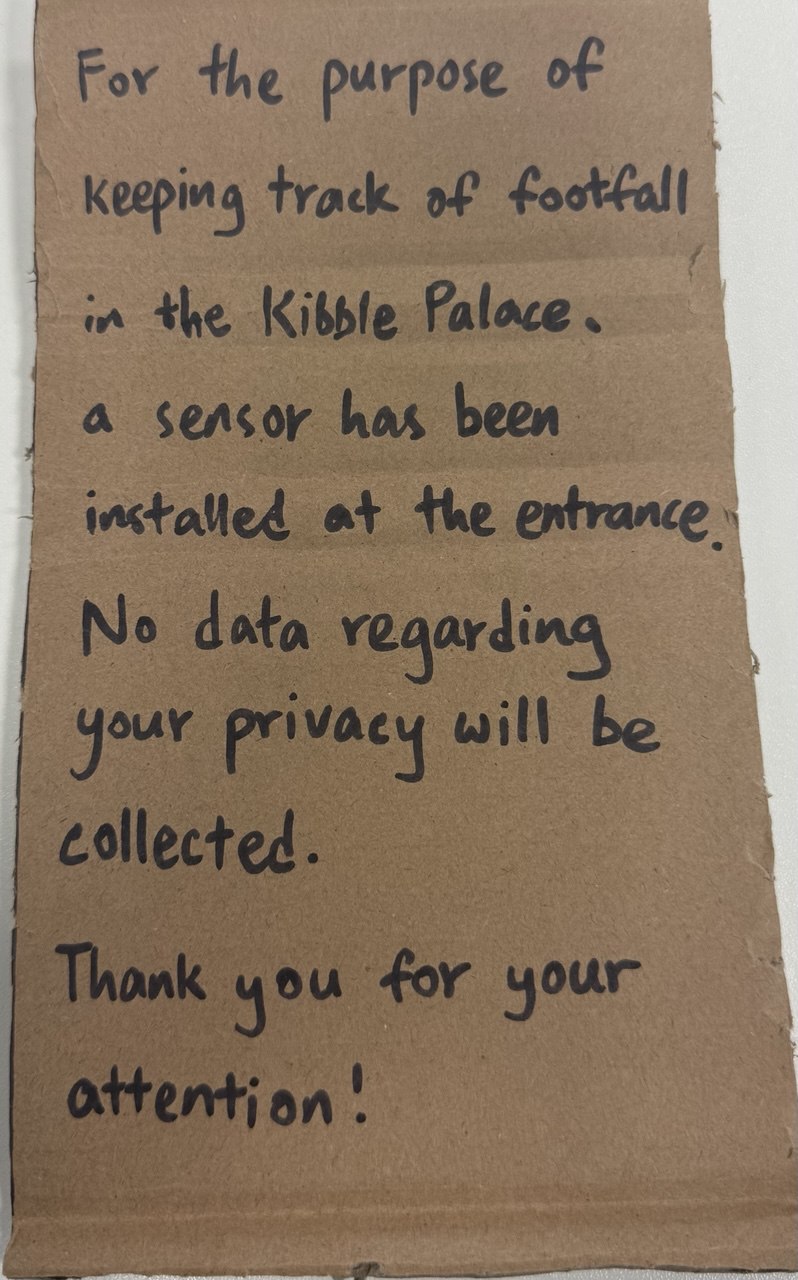 For the purpose of
keeping track of footfall
in the Kibble Palace.
a sensor has been
installed at the entrance.
No data regarding
your privacy will be
collected.
Thank you for your
attention!